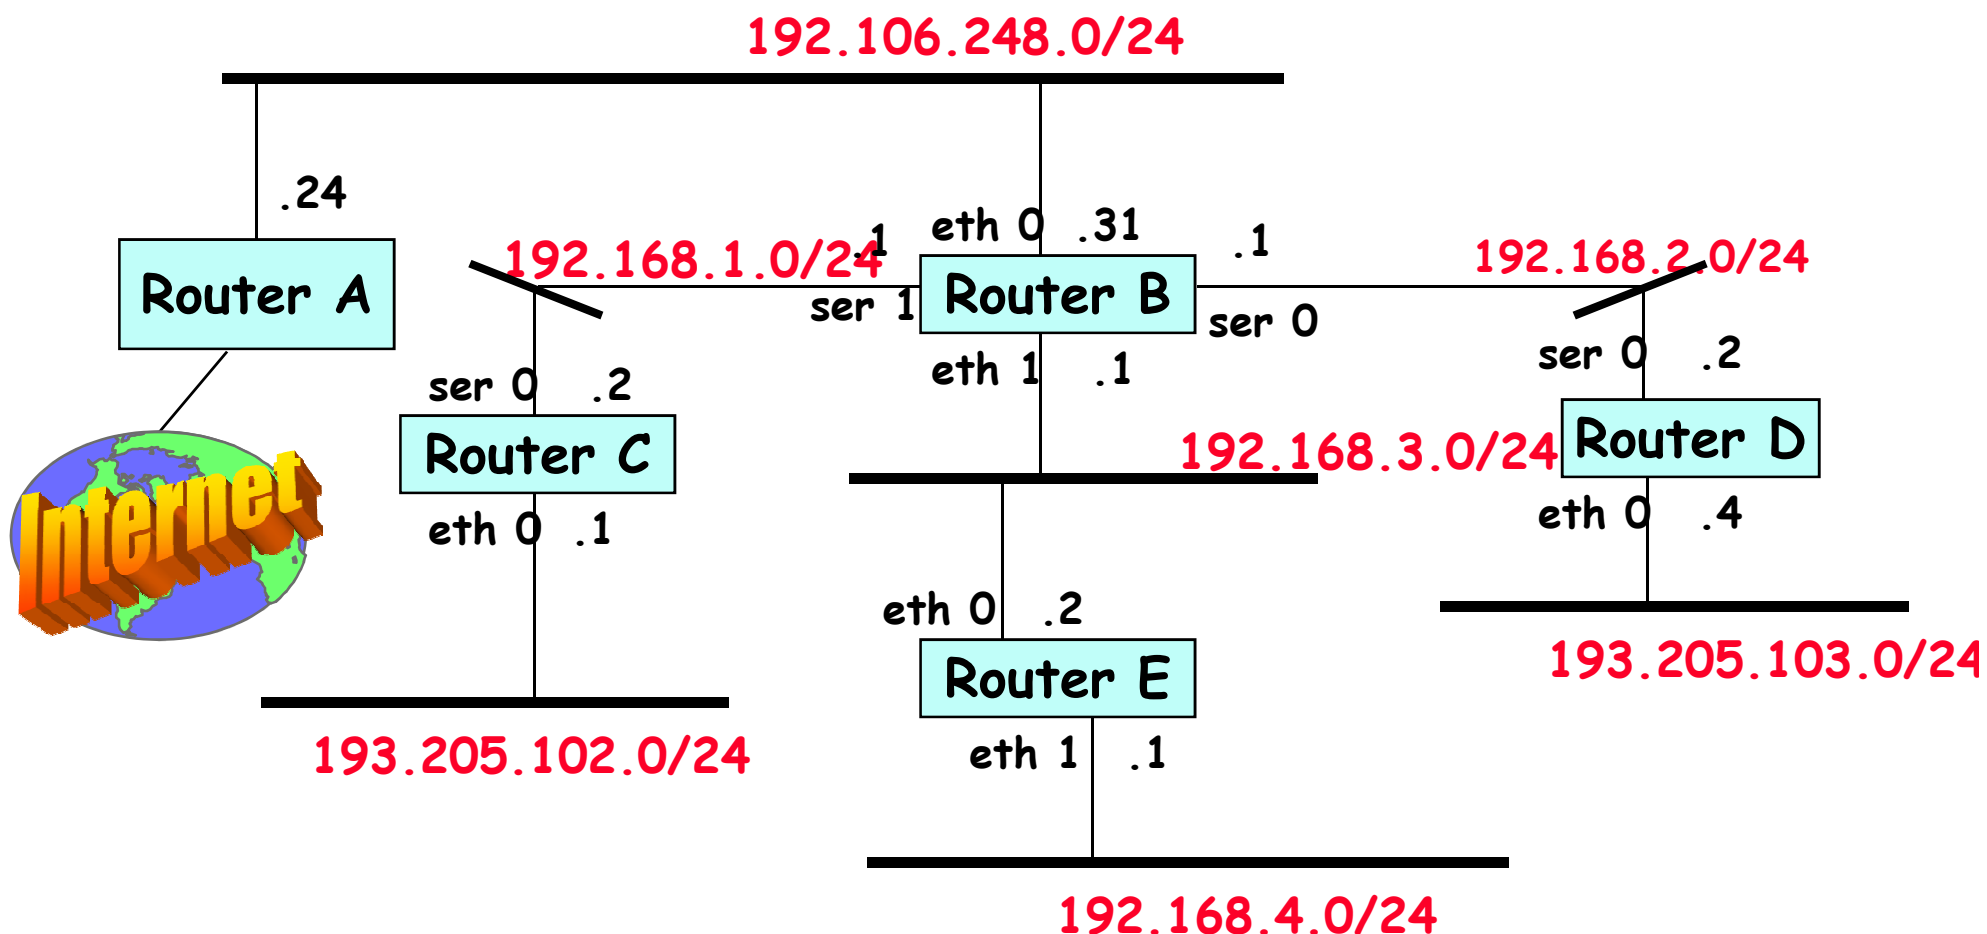 192.106.248.0/24
.24
Router A
Internet
192.168.1.0/24
.1
ser 1
eth 0 .31
Router B
.1
ser 0
eth 1 .1
192.168.2.0/24
ser 0 .2
Router C
eth 0 .1
193.205.102.0/24
192.168.3.0/24
ser 0 .2
Router D
eth 0 .4
193.205.103.0/24
eth 0 .2
Router E
eth 1 .1
192.168.4.0/24